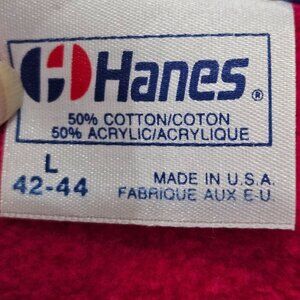 Hanes®
50% COTTON/COTON
50% ACRYLIC/ACRYLIQUE
L
42-44
MADE IN U.S.A.
FABRIQUE AUX E-U